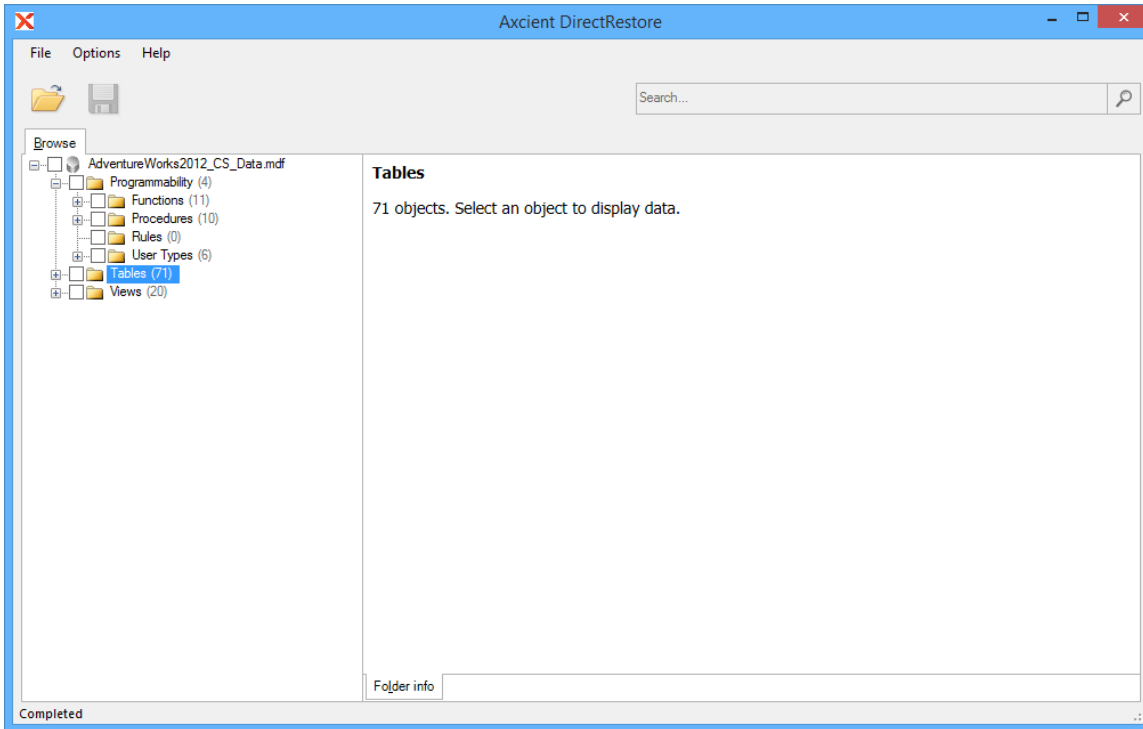 Axcient DirectRestore
File Options Help
Search...
Browse
AdventureWorks2012_CS_Data.mdf
Programmability (4)
Functions (11)
Procedures (10)
Rules (0)
User Types (6)
Tables (71)
Views (20)
Tables
71 objects. Select an object to display data.
Folder info
Completed